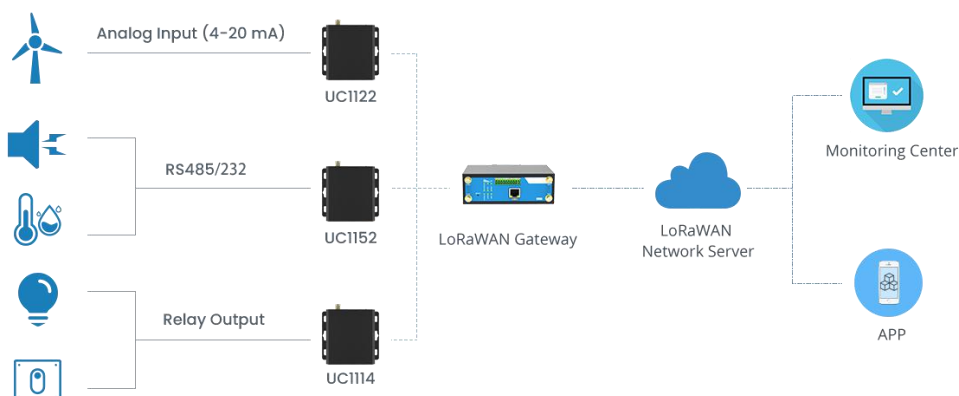 Analog Input (4-20 mA)
UC1122
RS485/232
UC1152
Relay Output
UC1114
LoRaWAN Gateway
LoRaWAN
Network Server
Monitoring Center
APP